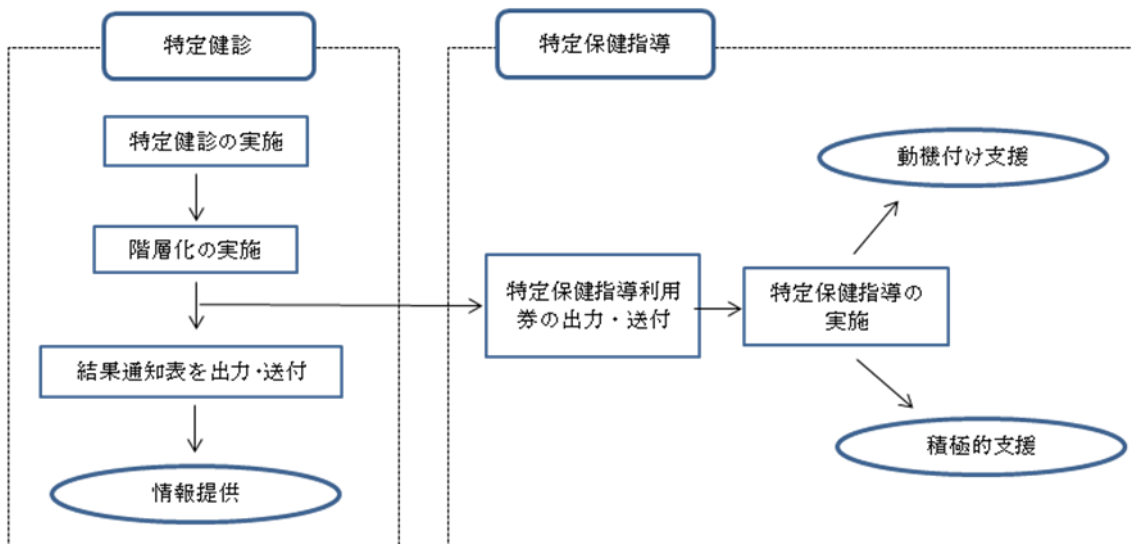 特定健診
特定健診の実施
階層化の実施
結果通知表を出力・送付
情報提供
特定保健指導
特定保健指導利用
券の出力・送付
特定保健指導の
実施
動機付け支援
積極的支援